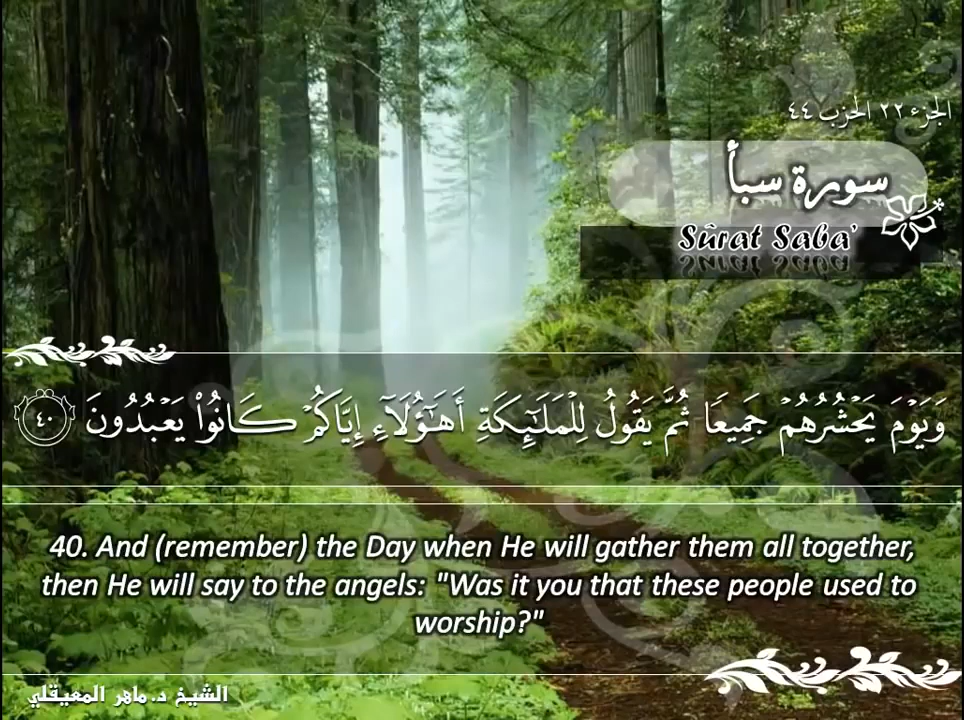 الجزء ٢٢ الحزب ٤٤
سورة سبأ
Sûrat Saba'
وَيَوْمَ يَحْشُرُهُمْ جَمِيعًا ثُمَّ يَقُولُ لِلْمَلَٰٓئِكَةِ أَهَٰٓؤُلَآءِ إِيَّاكُمْ كَانُوا۟ يَعْبُدُونَ ٤٠
40. And (remember) the Day when He will gather them all together,
then He will say to the angels: "Was it you that these people used to
worship?"
الشيخ د. ماهر المعيقلي